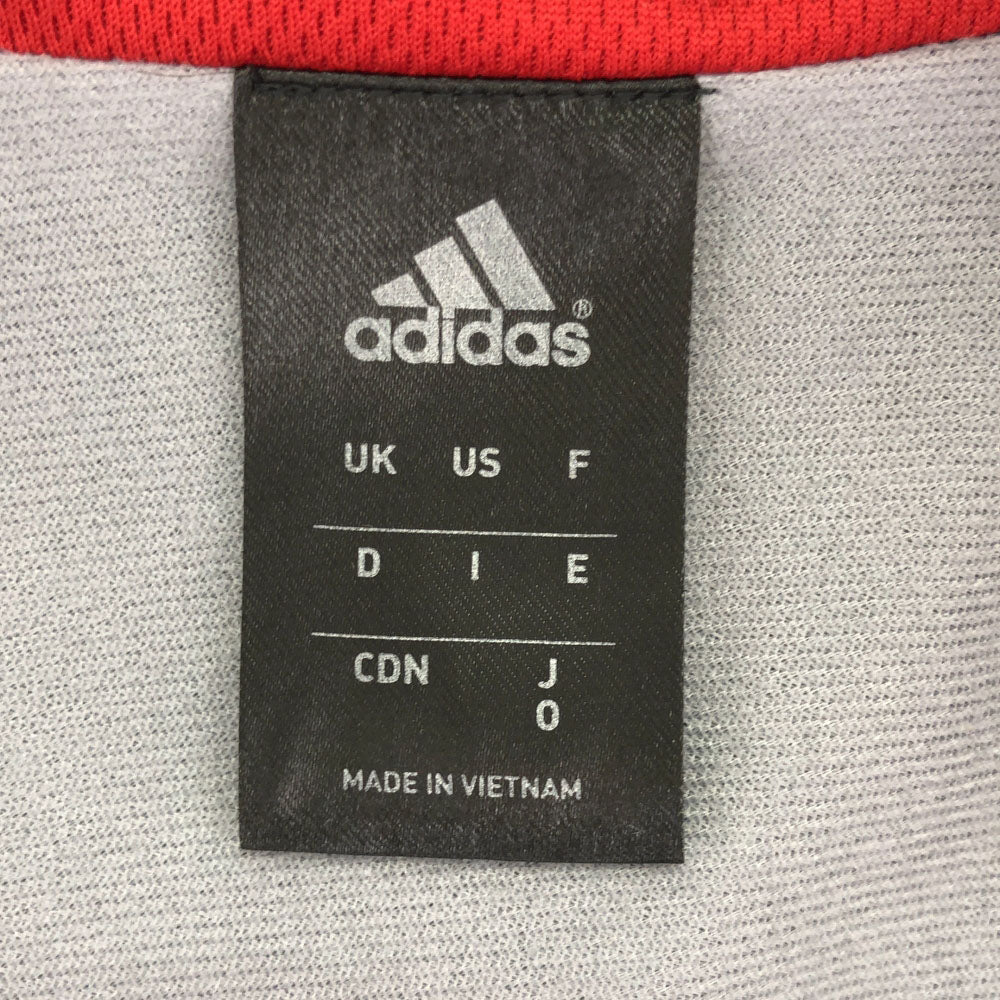 adidas®
UK US F
D I E
CDN J
O
MADE IN VIETNAM